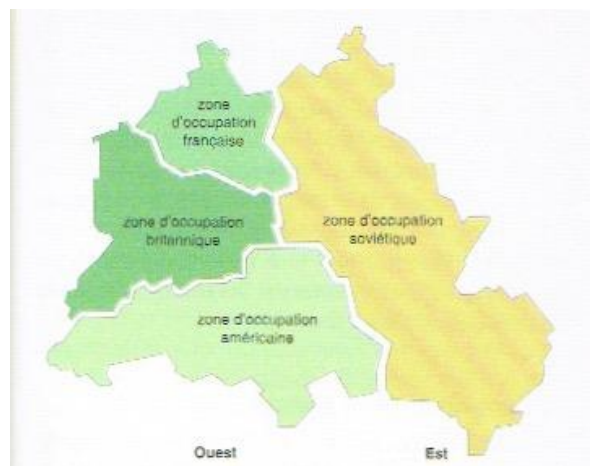 zone
d'occupation
française
zone d'occupation
britannique
zone d'occupation
soviétique
zone d'occupation
américaine
Ouest
Est